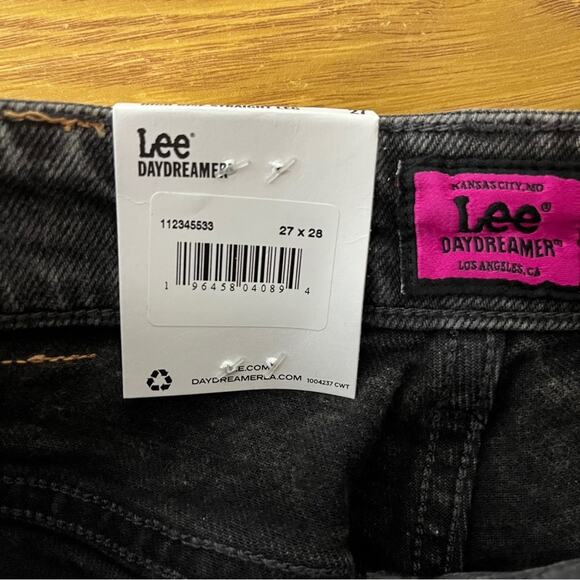 Lee®
DAYDREAMER
112345533 27 x 28
1 96458 04089 4
LEE.COM
DAYDREAMERLA.COM 1004237 CWT
KANSAS CITY, MO
Lee®
DAYDREAMER
LOS ANGELES, CA